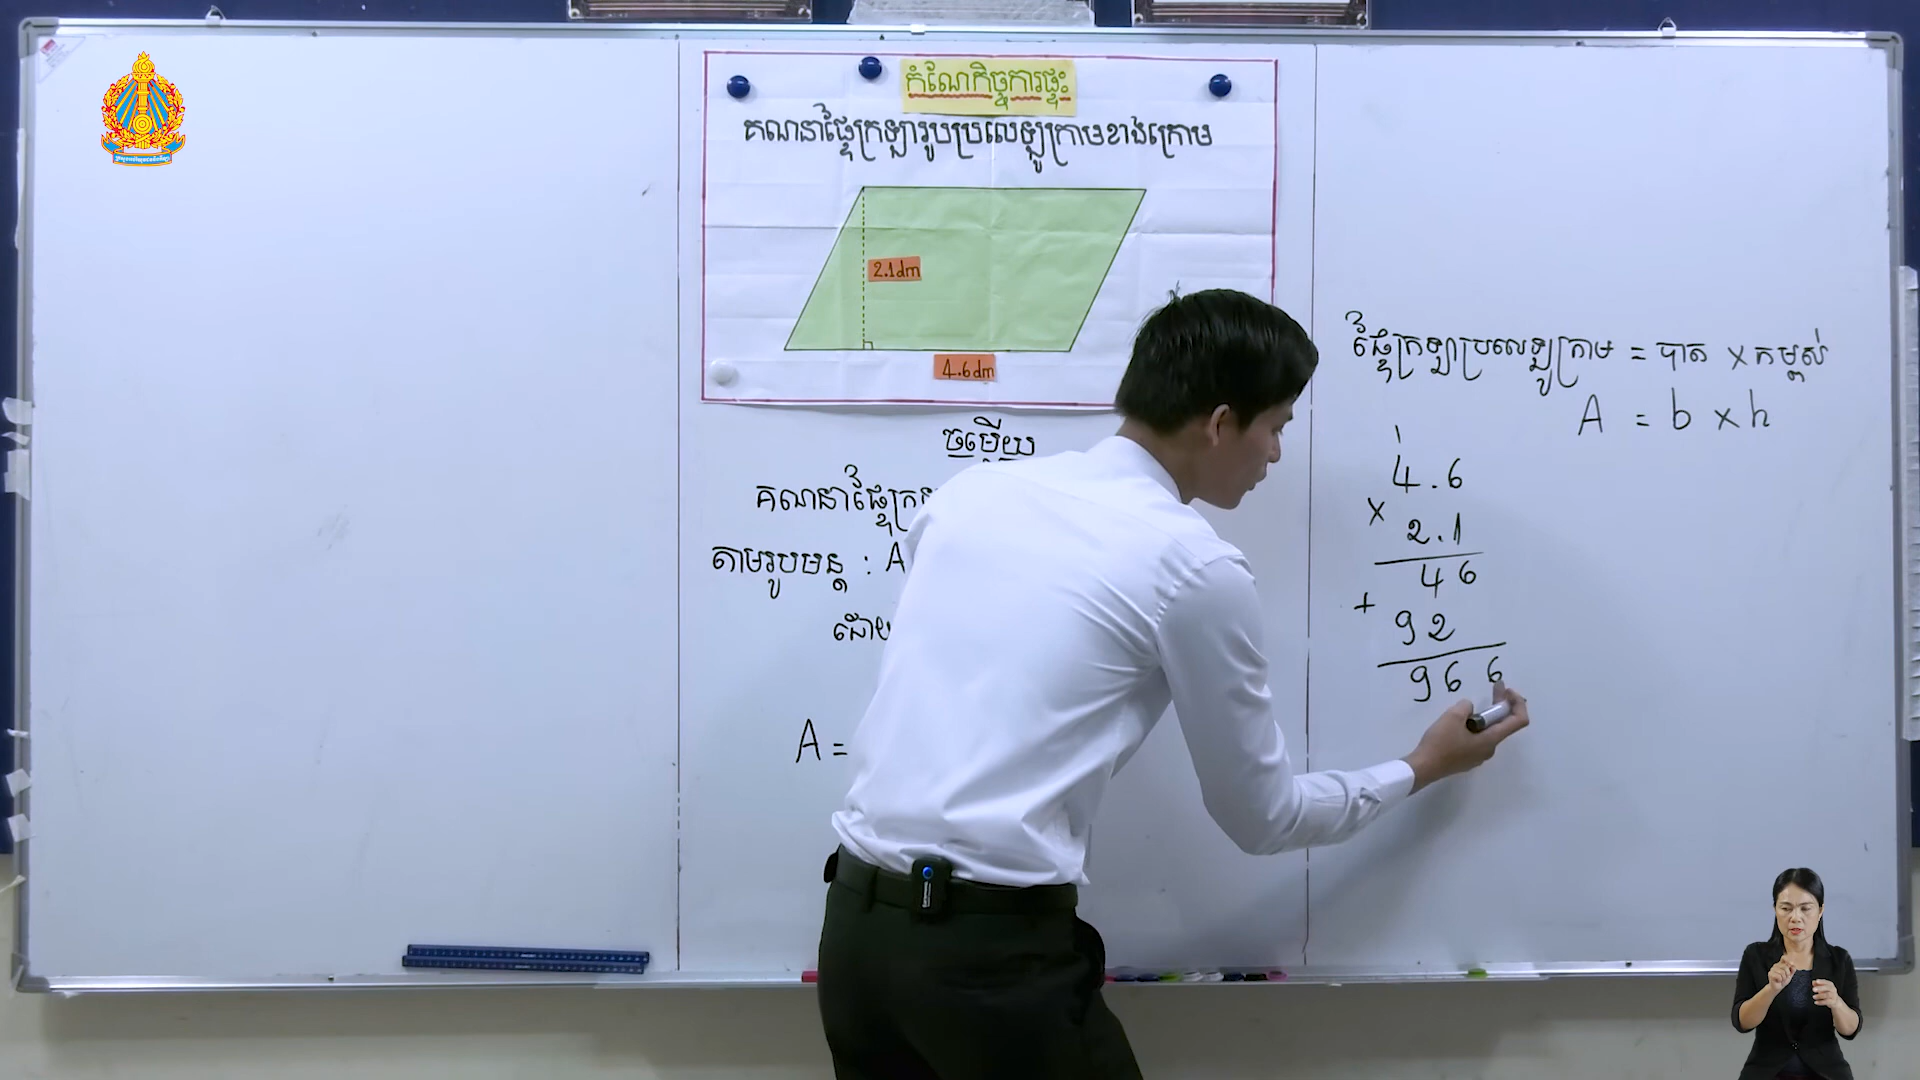 កំណែកិច្ចការផ្ទះ
គណនាផ្ទៃក្រឡារូបប្រលេឡូក្រាមខាងក្រោម
2.1dm
4.6dm
ចម្លើយ
គណនាផ្ទៃក្រ
តាមរូបមន្ត : A
ដោយ
A =
ផ្ទៃក្រឡាប្រលេឡូក្រាម = បាត × កម្ពស់
A = b × h
1
4.6
×
2.1
46
+
92
966